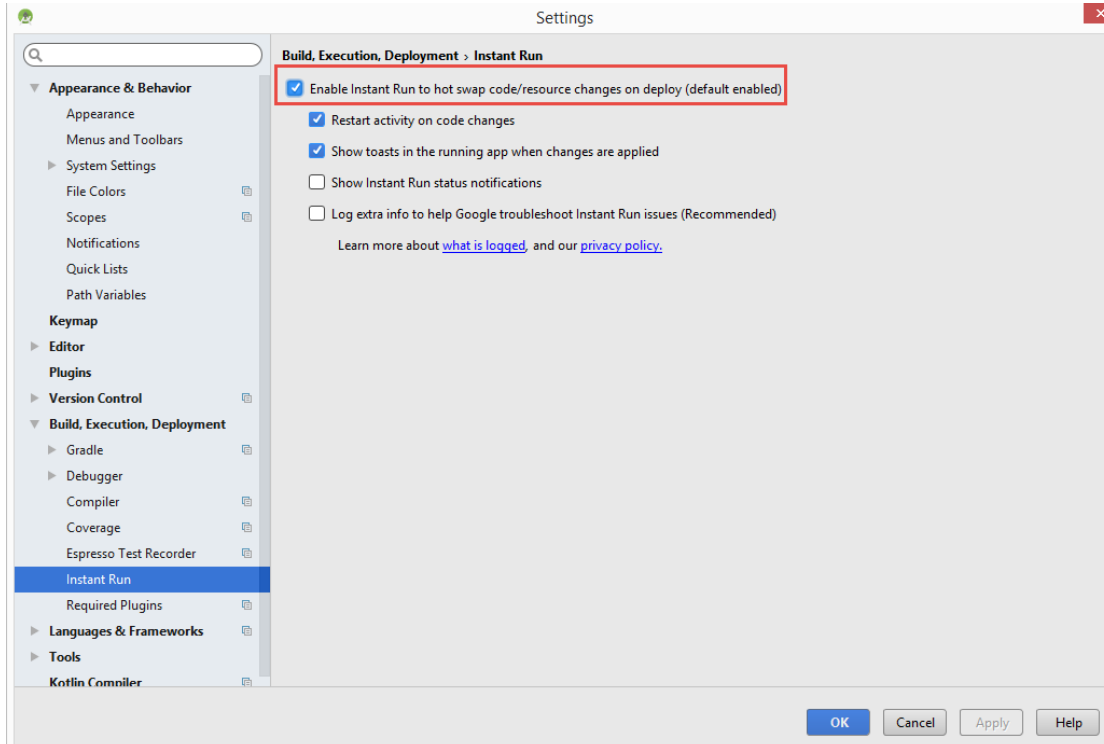 Settings
Build, Execution, Deployment › Instant Run
Enable Instant Run to hot swap code/resource changes on deploy (default enabled)
Restart activity on code changes
Show toasts in the running app when changes are applied
Show Instant Run status notifications
Log extra info to help Google troubleshoot Instant Run issues (Recommended)
Learn more about what is logged, and our privacy policy.
Appearance & Behavior
Appearance
Menus and Toolbars
System Settings
File Colors
Scopes
Notifications
Quick Lists
Path Variables
Keymap
Editor
Plugins
Version Control
Build, Execution, Deployment
Gradle
Debugger
Compiler
Coverage
Espresso Test Recorder
Instant Run
Required Plugins
Languages & Frameworks
Tools
Kotlin Compiler
OK Cancel Apply Help